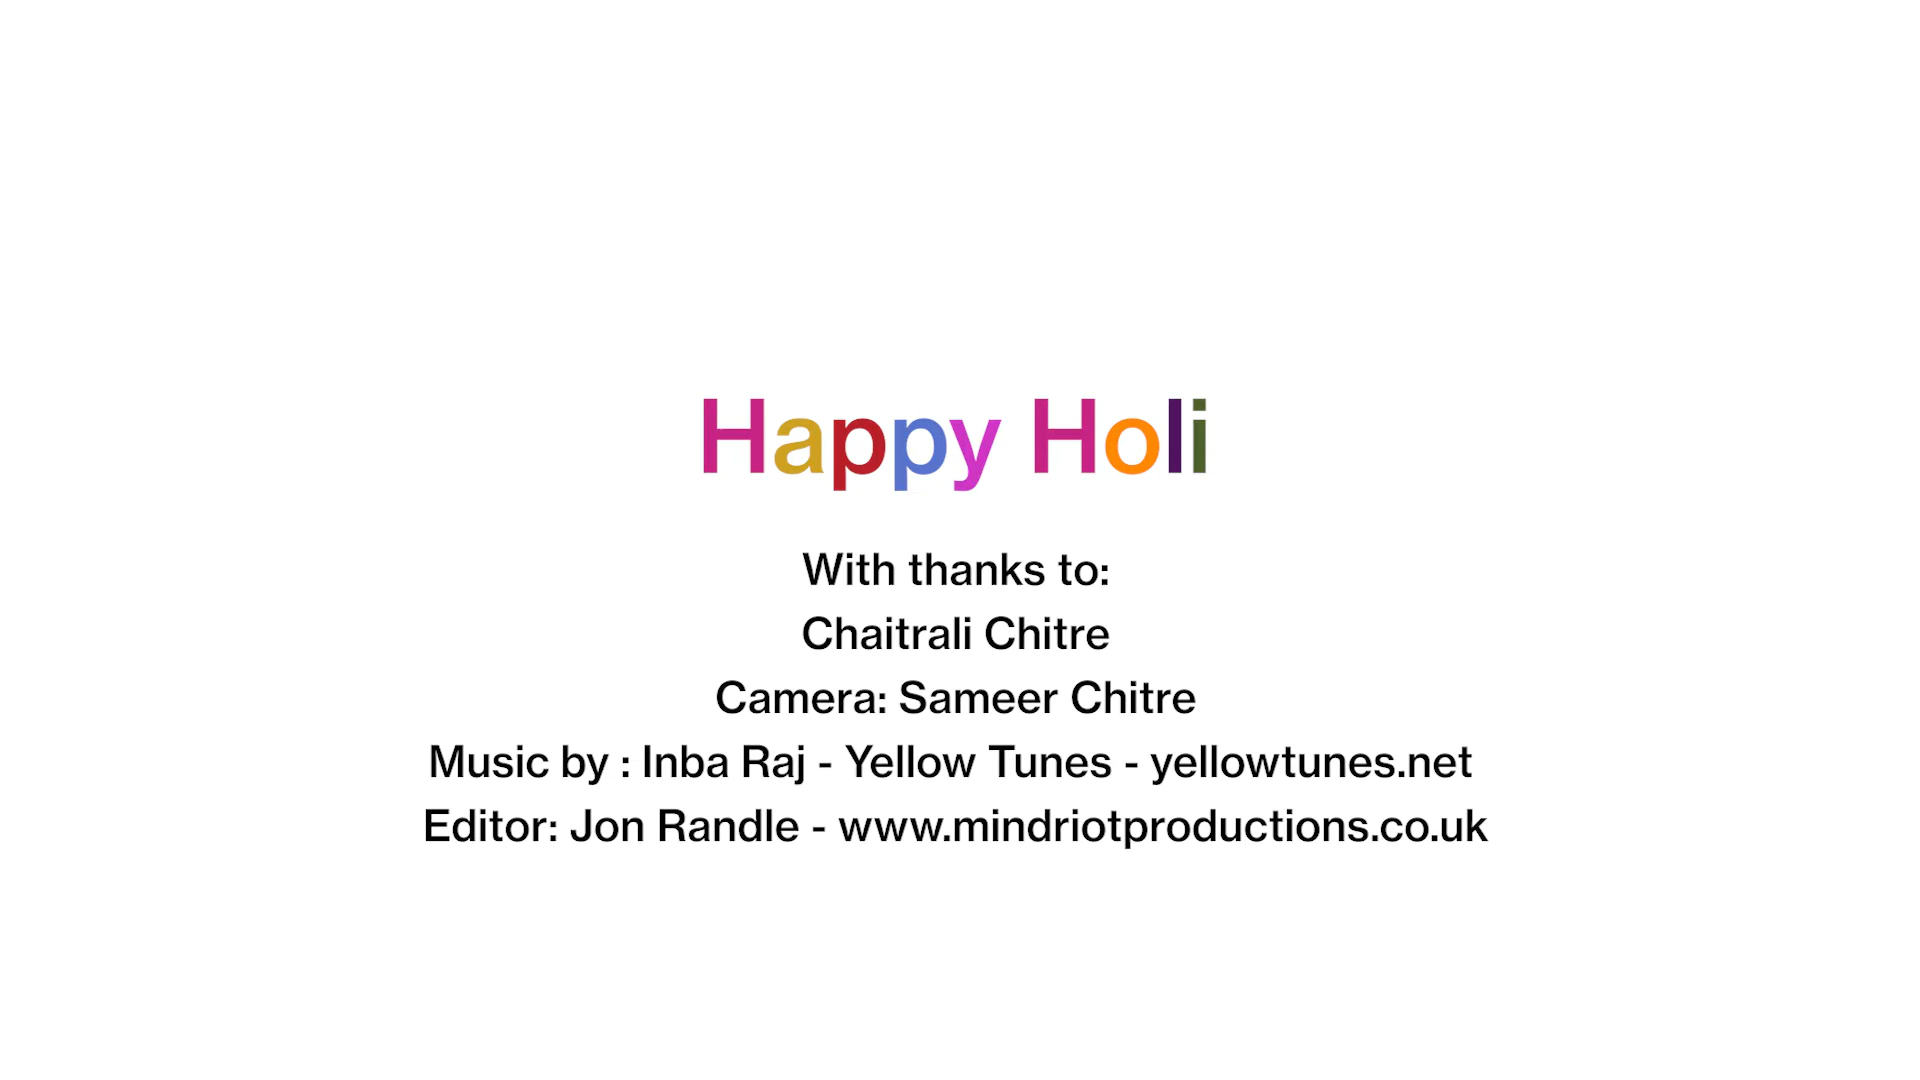 Happy Holi
With thanks to:
Chaitrali Chitre
Camera: Sameer Chitre
Music by : Inba Raj - Yellow Tunes - yellowtunes.net
Editor: Jon Randle - www.mindriotproductions.co.uk